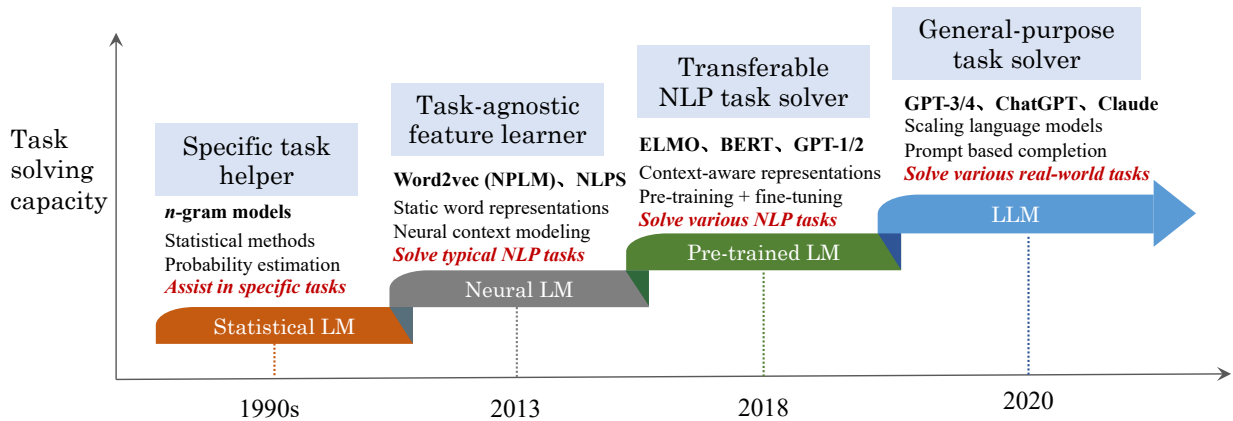 Task
solving
capacity
Specific task
helper
n-gram models
Statistical methods
Probability estimation
Assist in specific tasks
Statistical LM
1990s
Task-agnostic
feature learner
Word2vec (NPLM)、NLPS
Static word representations
Neural context modeling
Solve typical NLP tasks
Neural LM
2013
Transferable
NLP task solver
ELMO、BERT、GPT-1/2
Context-aware representations
Pre-training + fine-tuning
Solve various NLP tasks
Pre-trained LM
2018
General-purpose
task solver
GPT-3/4、ChatGPT、Claude
Scaling language models
Prompt based completion
Solve various real-world tasks
LLM
2020